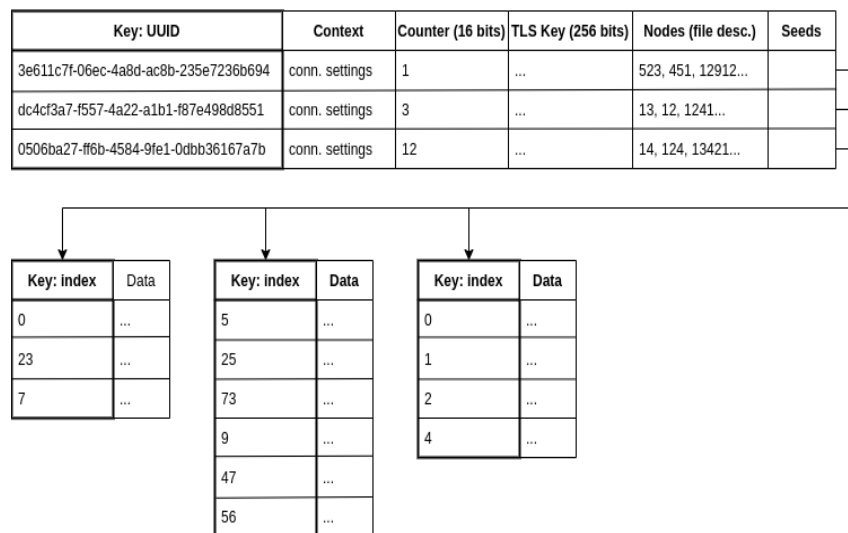 Key: UUID Context Counter (16 bits) TLS Key (256 bits) Nodes (file desc.) Seeds
3e611c7f-06ec-4a8d-ac8b-235e7236b694 conn. settings 1 ... 523, 451, 12912...
dc4cf3a7-f557-4a22-a1b1-f87e498d8551 conn. settings 3 ... 13, 12, 1241...
0506ba27-ff6b-4584-9fe1-0dbb36167a7b conn. settings 12 ... 14, 124, 13421...
Key: index Data
0 ...
23 ...
7 ...
Key: index Data
5 ...
25 ...
73 ...
9 ...
47 ...
56 ...
Key: index Data
0 ...
1 ...
2 ...
4 ...